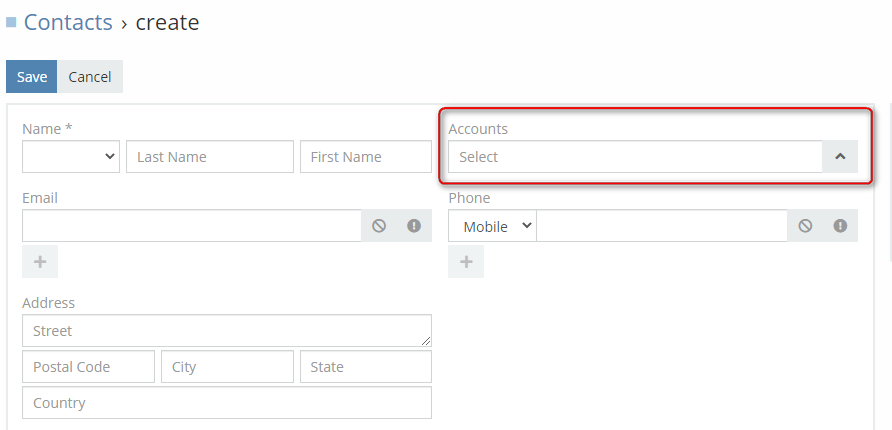 Contacts › create
Save Cancel
Name * Accounts
Last Name First Name Select
Email Phone
Mobile
Address
Street
Postal Code City State
Country